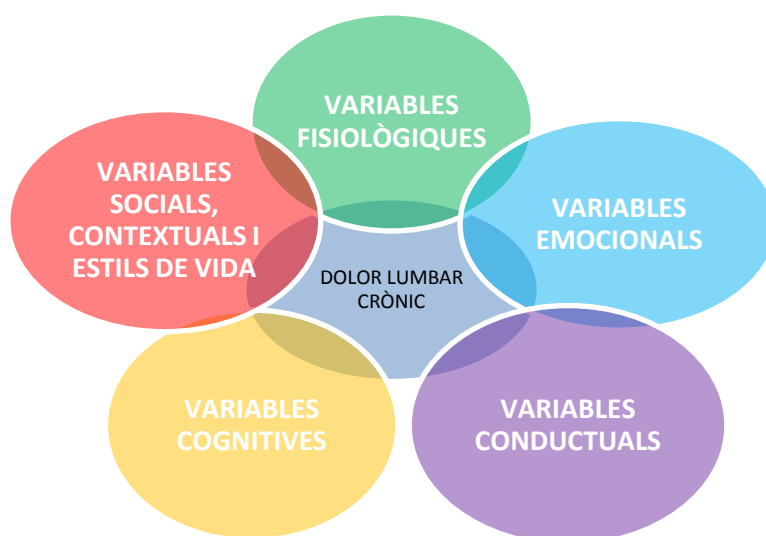 VARIABLES
FISIOLÒGIQUES
VARIABLES
SOCIALS,
CONTEXTUALS I
ESTILS DE VIDA
VARIABLES
EMOCIONALS
DOLOR LUMBAR
CRÒNIC
VARIABLES
COGNITIVES
VARIABLES
CONDUCTUALS